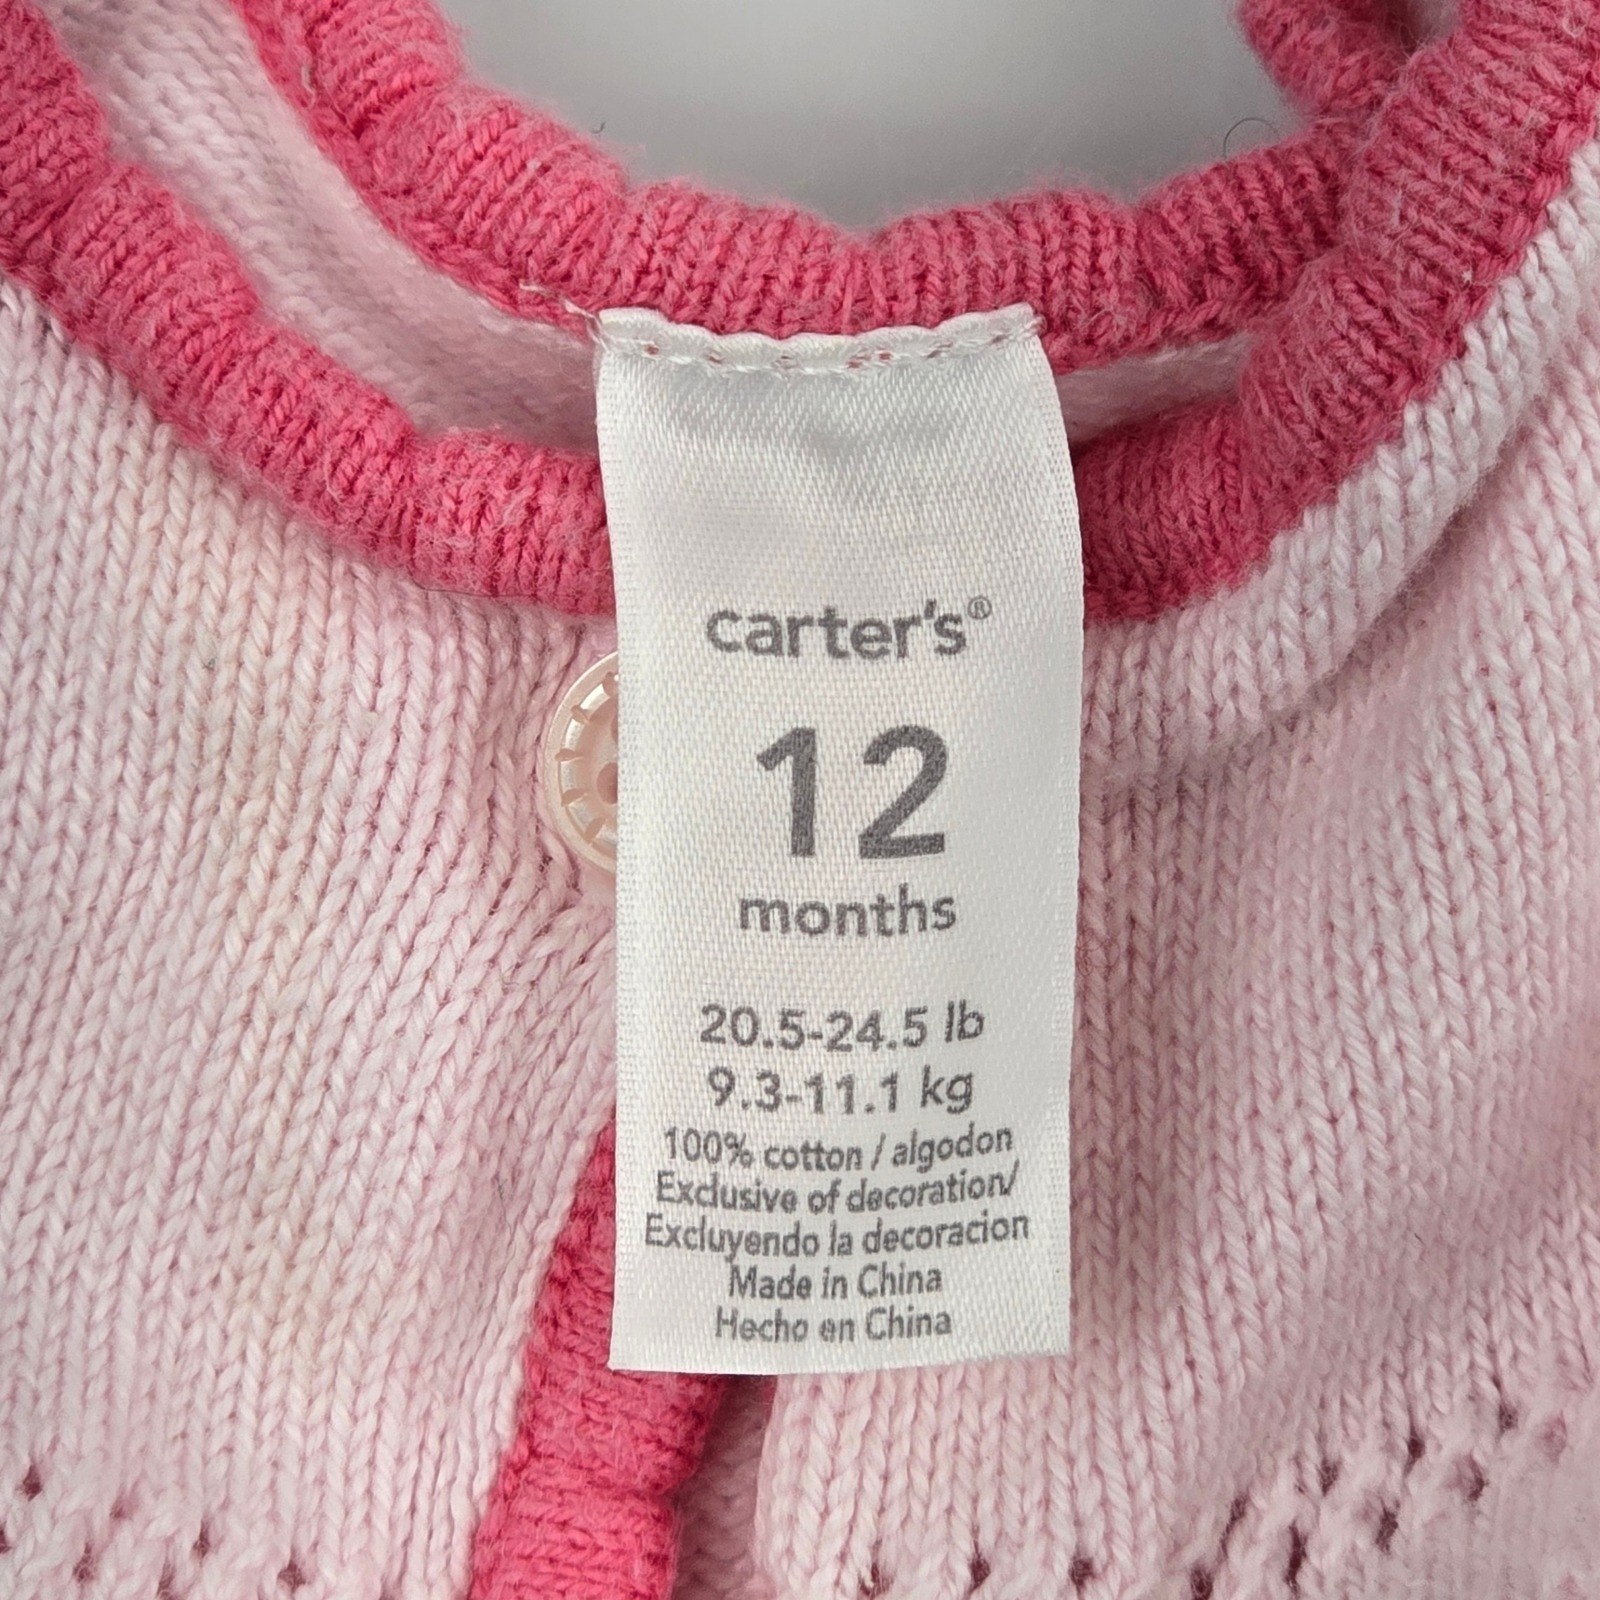 carter's®
12
months
20.5-24.5 lb
9.3-11.1 kg
100% cotton / algodon
Exclusive of decoration/
Excluyendo la decoracion
Made in China
Hecho en China